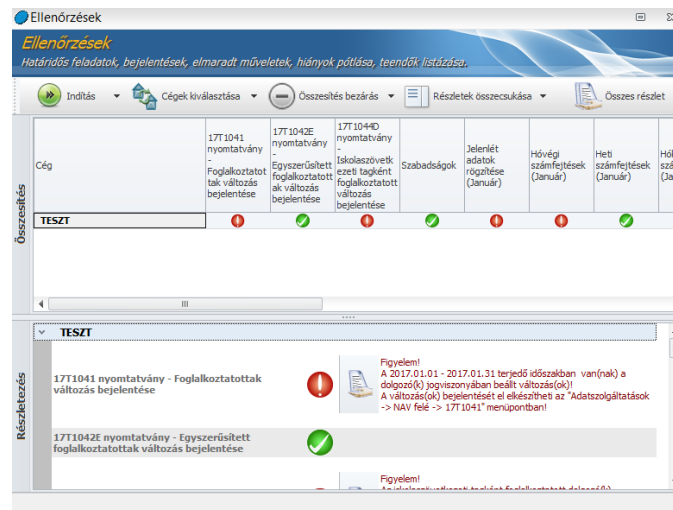 Ellenőrzések
Ellenőrzések
Határidős feladatok, bejelentések, elmaradt műveletek, hiányok pótlása, teendők listázása.
Indítás
Cégek kiválasztása
Összesítés bezárás
Részletek összecsukása
Összes részlet
Összesítés
Cég
17T1041
nyomtatvány
-
Foglalkoztatot
tak változás
bejelentése
17T1042E
nyomtatvány
-
Egyszerűsített
foglalkoztatott
ak változás
bejelentése
17T1044D
nyomtatvány
-
Iskolaszövetk
ezeti tagként
foglalkoztatott
változás
bejelentése
Szabadságok
Jelenlét
adatok
rögzítése
(Január)
Hóvégi
számfejtések
(Január)
Heti
számfejtések
(Január)
TESZT
Részletezés
TESZT
17T1041 nyomtatvány - Foglalkoztatottak
változás bejelentése
Figyelem!
A 2017.01.01 - 2017.01.31 terjedő időszakban van(nak) a
dolgozó(k) jogviszonyában beállt változás(ok)!
A változás(ok) bejelentését el elkészítheti az "Adatszolgáltatások
-> NAV felé -> 17T1041" menüpontban!
17T1042E nyomtatvány - Egyszerűsített
foglalkoztatottak változás bejelentése
Figyelem!